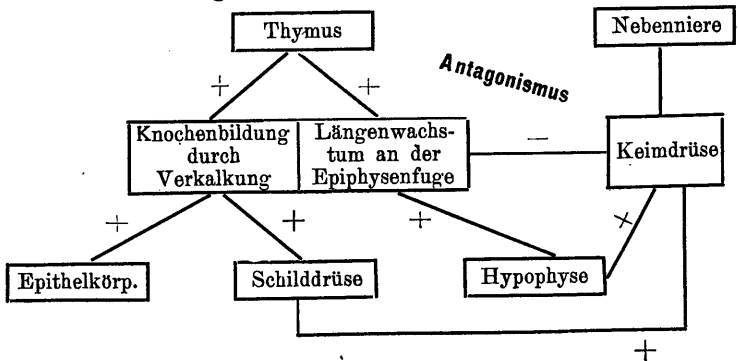 Thymus
Nebenniere
+
+
Antagonismus
Knochenbildung
durch
Verkalkung
Längenwachs-
tum an der
Epiphysenfuge
—
Keimdrüse
+
+
+
+
Epithelkörp.
Schilddrüse
Hypophyse
+